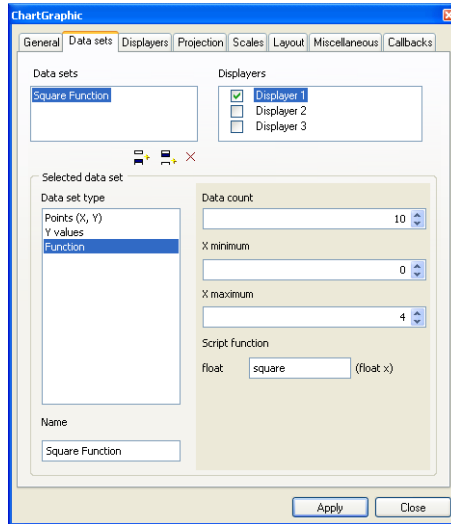 ChartGraphic
General Data sets Displayers Projection Scales Layout Miscellaneous Callbacks
Data sets Displayers
Square Function Displayer 1
Displayer 2
Displayer 3
Selected data set
Data set type Data count
Points (X, Y) 10
Y values
Function X minimum
0
X maximum
4
Script function
float square (float x)
Name
Square Function
Apply Close